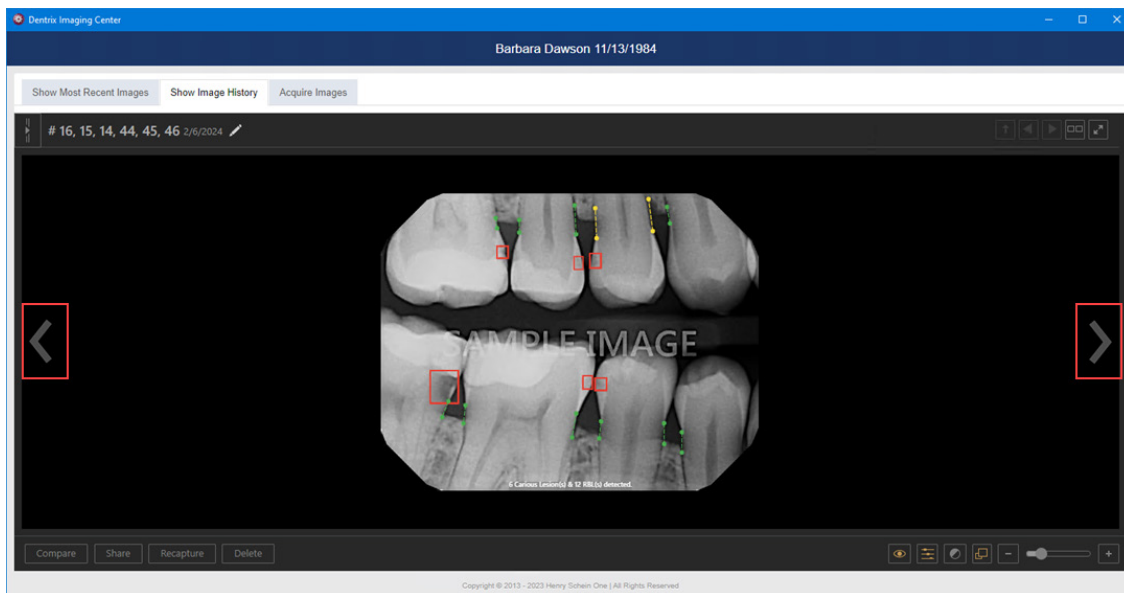 Dentrix Imaging Center
Barbara Dawson 11/13/1984
Show Most Recent Images
Show Image History
Acquire Images
# 16, 15, 14, 44, 45, 46 2/6/2024
SAMPLE IMAGE
6 Carious Lesion(s) & 12 RBL(s) detected.
Compare
Share
Recapture
Delete
Copyright © 2013 - 2023 Henry Schein One | All Rights Reserved